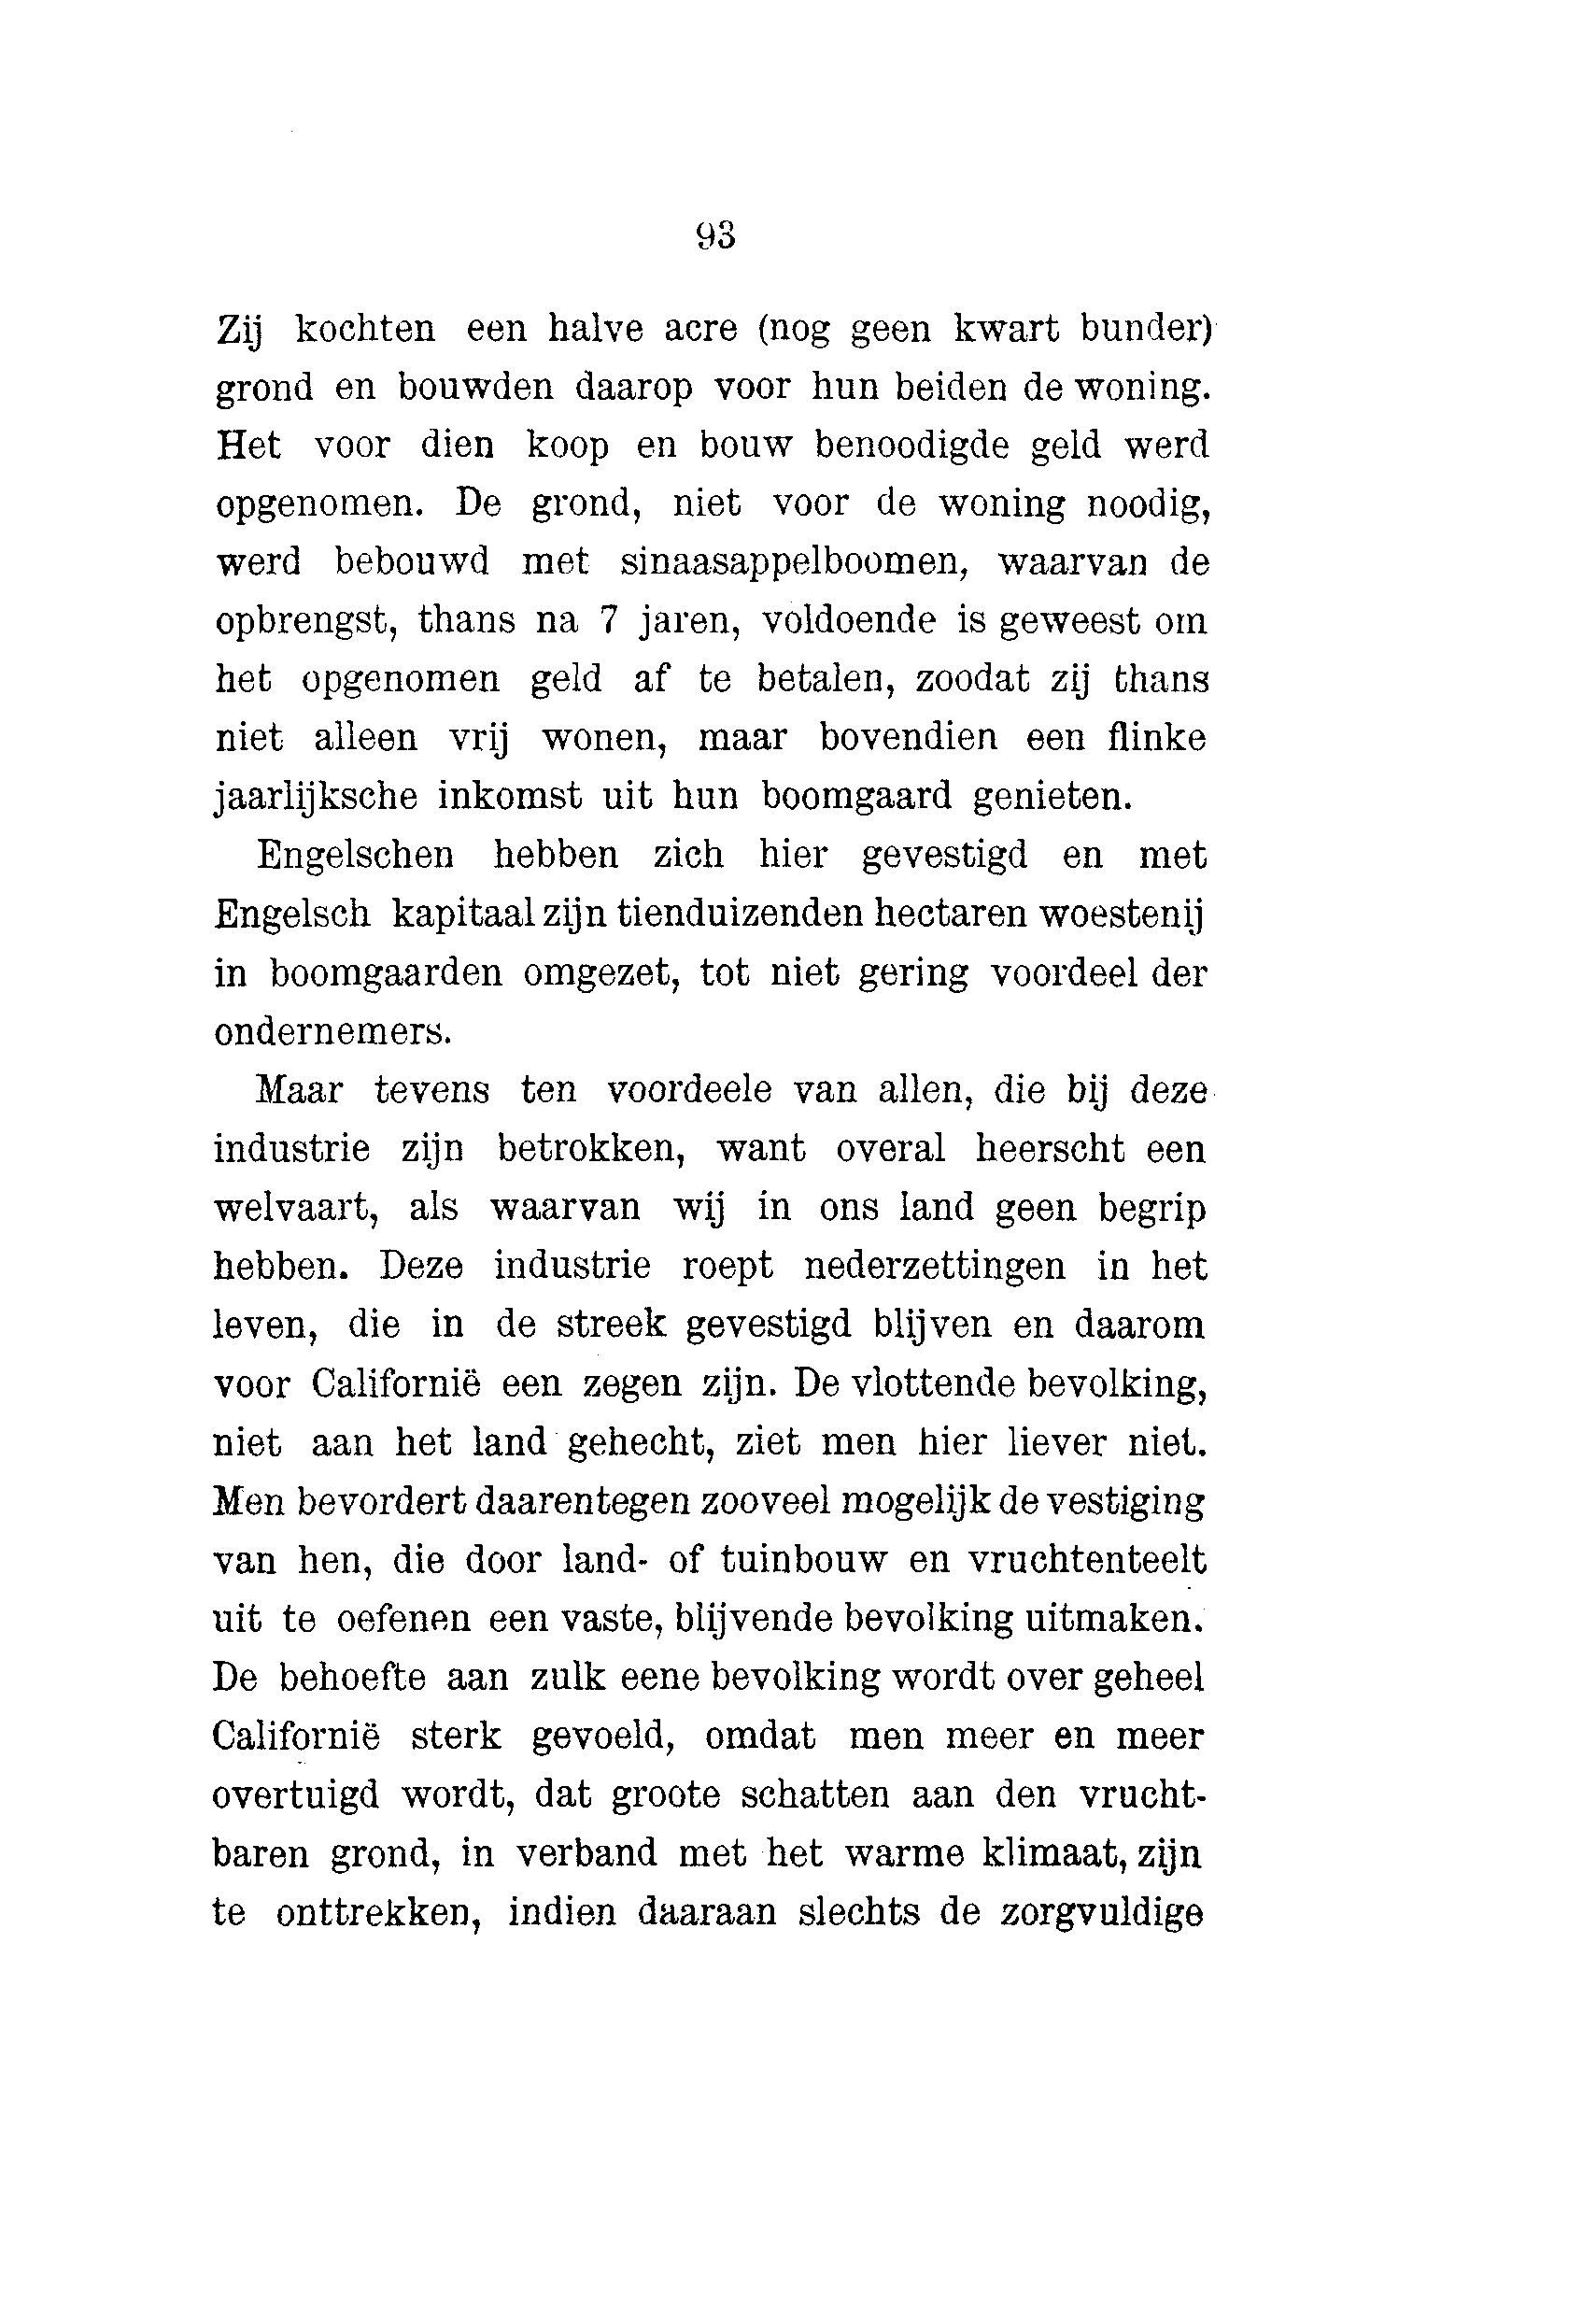 93
Zij kochten een halve acre (nog geen kwart bunder)
grond en bouwden daarop voor hun beiden de woning.
Het voor dien koop en bouw benoodigde geld werd
opgenomen. De grond, niet voor de woning noodig,
werd bebouwd met sinaasappelboomen, waarvan de
opbrengst, thans na 7 jaren, voldoende is geweest om
het opgenomen geld af te betalen, zoodat zij thans
niet alleen vrij wonen, maar bovendien een flinke
jaarlijksche inkomst uit hun boomgaard genieten.
Engelschen hebben zich hier gevestigd en met
Engelsch kapitaal zijn tienduizenden hectaren woestenij
in boomgaarden omgezet, tot niet gering voordeel der
ondernemers.
Maar tevens ten voordeele van allen, die bij deze
industrie zijn betrokken, want overal heerscht een
welvaart, als waarvan wij in ons land geen begrip
hebben. Deze industrie roept nederzettingen in het
leven, die in de streek gevestigd blijven en daarom
voor Californië een zegen zijn. De vlottende bevolking,
niet aan het land gehecht, ziet men hier liever niet.
Men bevordert daarentegen zooveel mogelijk de vestiging
van hen, die door land- of tuinbouw en vruchtenteelt
uit te oefenen een vaste, blijvende bevolking uitmaken.
De behoefte aan zulk eene bevolking wordt over geheel
Californië sterk gevoeld, omdat men meer en meer
overtuigd wordt, dat groote schatten aan den vrucht-
baren grond, in verband met het warme klimaat, zijn
te onttrekken, indien daaraan slechts de zorgvuldige